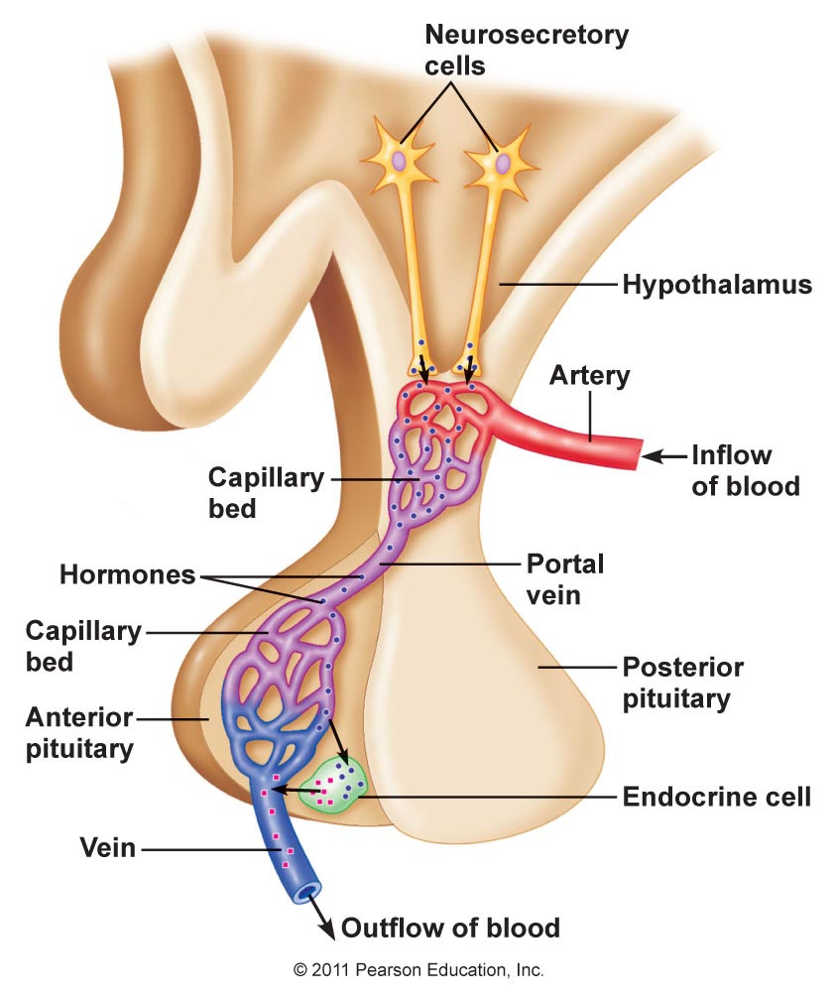 Neurosecretory
cells
Hypothalamus
Artery
Inflow
of blood
Capillary
bed
Hormones
Portal
vein
Capillary
bed
Posterior
pituitary
Anterior
pituitary
Endocrine cell
Vein
Outflow of blood
© 2011 Pearson Education, Inc.